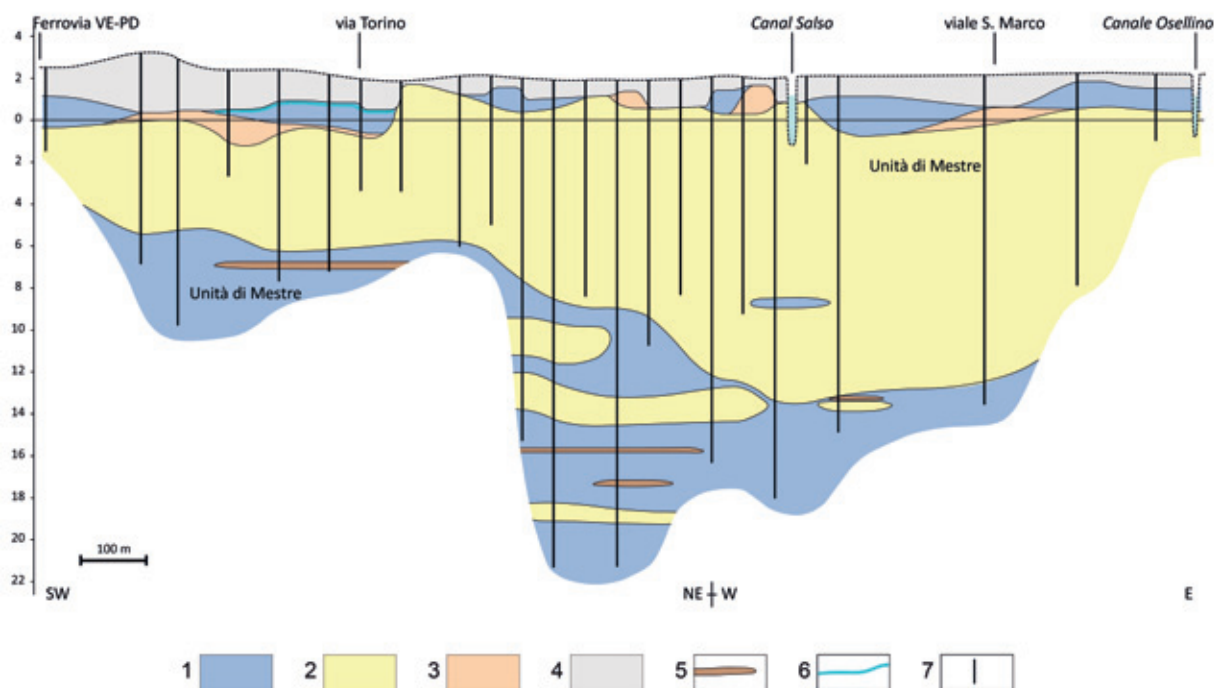 Ferrovia VE-PD via Torino Canal Salso viale S. Marco Canale Osellino
4
2
0
2
Unità di Mestre
4
6
8
Unità di Mestre
10
12
14
16
18
20
100 m
22
SW NE W E
1 2 3 4 5 6 7